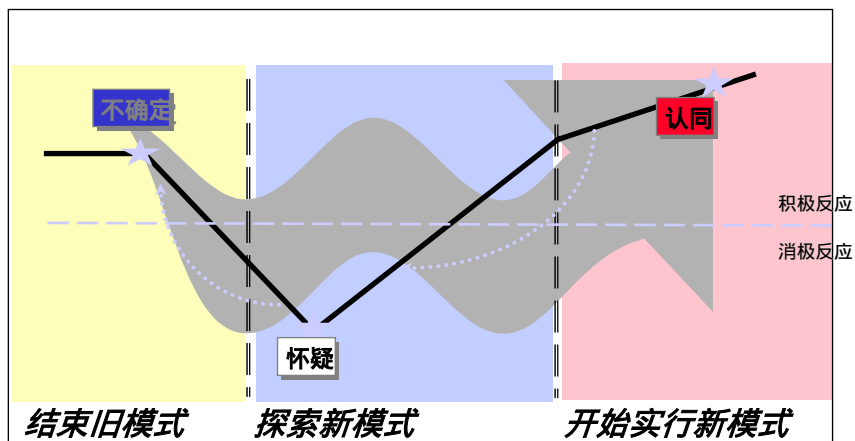 不确定
认同
积极反应
消极反应
怀疑
结束旧模式
探索新模式
开始实行新模式